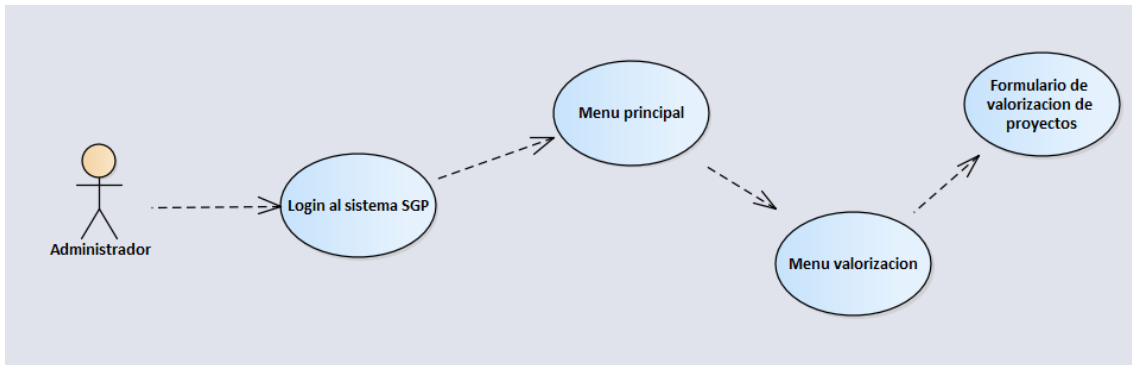 Administrador
Login al sistema SGP
Menu principal
Menu valorizacion
Formulario de
valorizacion de
proyectos